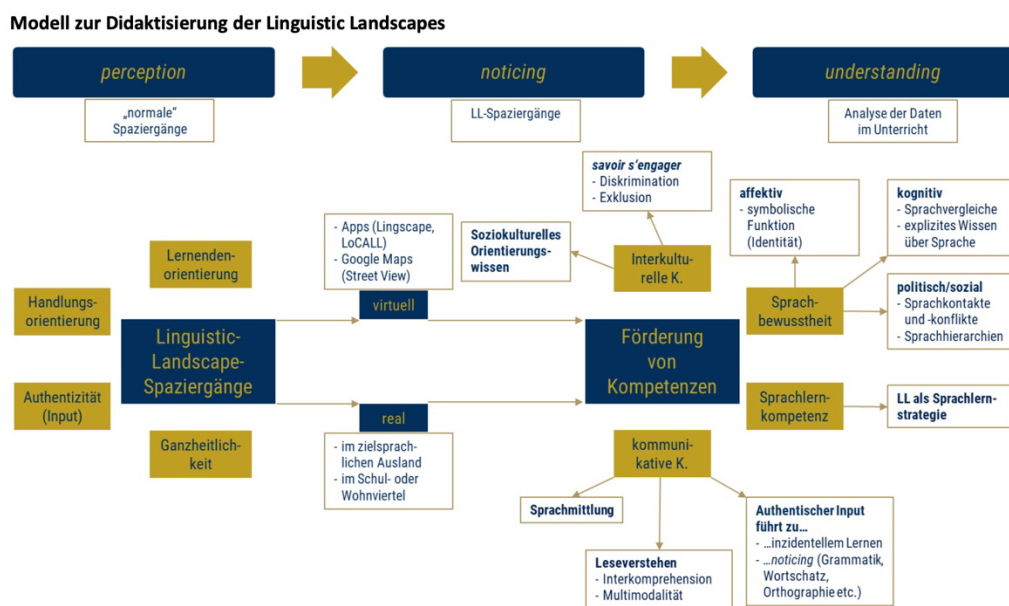 Modell zur Didaktisierung der Linguistic Landscapes
perception
noticing
understanding
„normale“
Spaziergänge
LL-Spaziergänge
Analyse der Daten
im Unterricht
savoir s’engager
- Diskrimination
- Exklusion
affektiv
- symbolische
Funktion
(Identität)
kognitiv
- Sprachvergleiche
- explizites Wissen
über Sprache
- Apps (Lingscape,
LoCALL)
- Google Maps
(Street View)
Soziokulturelles
Orientierungs-
wissen
Lernenden-
orientierung
Interkultu-
relle K.
Handlungs-
orientierung
virtuell
Sprach-
bewusstheit
politisch/sozial
- Sprachkontakte
und -konflikte
- Sprachhierarchien
Linguistic-
Landscape-
Spaziergänge
Förderung
von
Kompetenzen
Authentizität
(Input)
real
Sprachlern-
kompetenz
LL als Sprachlern-
strategie
Ganzheitlich-
keit
- im zielsprach-
lichen Ausland
- im Schul- oder
Wohnviertel
kommuni-
kative K.
Sprachmittlung
Leseverstehen
- Interkomprehension
- Multimodalität
Authentischer Input
führt zu…
- …inzidentellem Lernen
- …noticing (Grammatik,
Wortschatz,
Orthographie etc.)